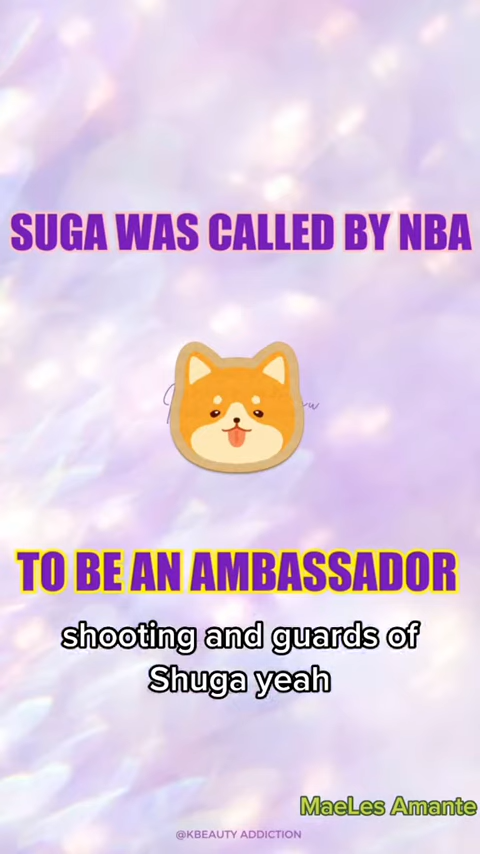 SUGA WAS CALLED BY NBA
TO BE AN AMBASSADOR
shooting and guards of
Shuga yeah
MaeLes Amante
@KBEAUTY ADDICTION